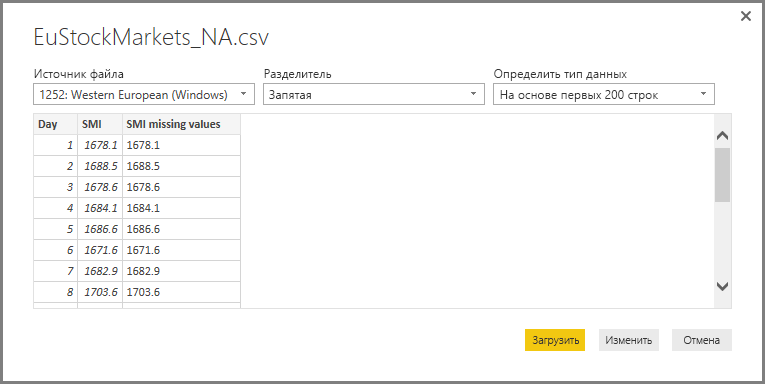 EuStockMarkets_NA.csv
Источник файла Разделитель Определить тип данных
1252: Western European (Windows) Запятая На основе первых 200 строк
Day SMI SMI missing values
1 1678.1 1678.1
2 1688.5 1688.5
3 1678.6 1678.6
4 1684.1 1684.1
5 1686.6 1686.6
6 1671.6 1671.6
7 1682.9 1682.9
8 1703.6 1703.6
Загрузить Изменить Отмена